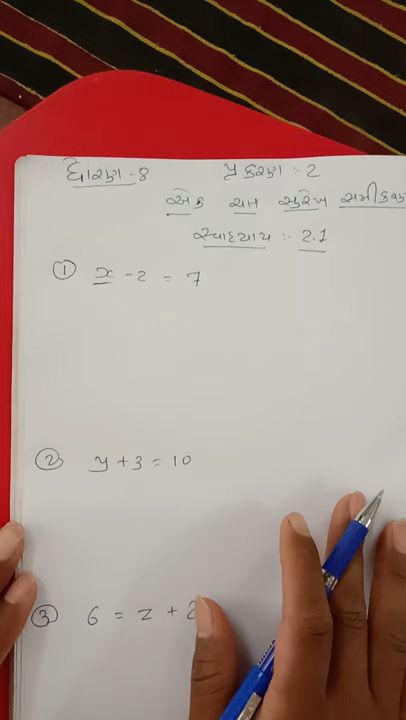 ધોરણ-8 પ્રકરણ :- 2
એક ચલ સુરેખ સમીકરણ
સ્વાધ્યાય :- 2.1
① x - 2 = 7
② y + 3 = 10
③ 6 = z + 2